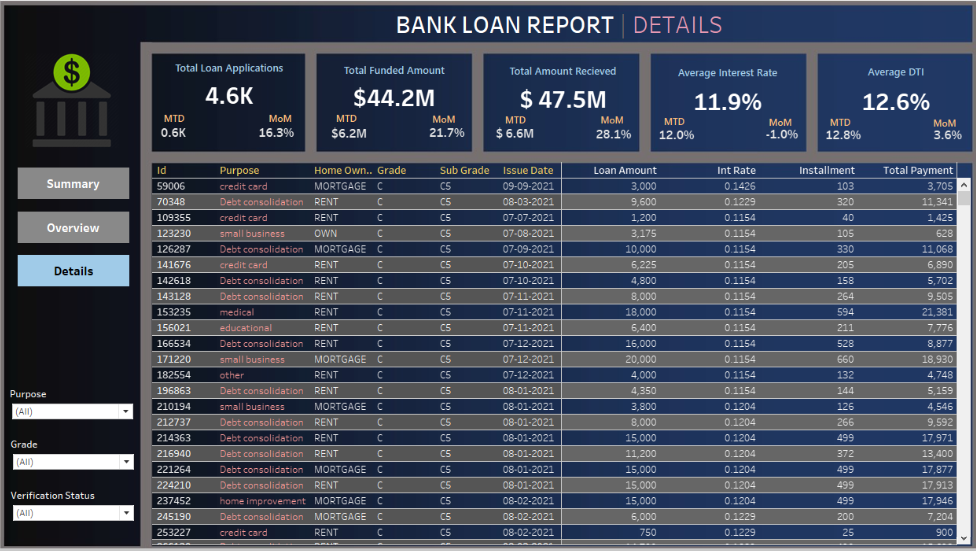 BANK LOAN REPORT | DETAILS
$
Total Loan Applications
4.6K
MTD MoM
0.6K 16.3%
Total Funded Amount
$44.2M
MTD MoM
$6.2M 21.7%
Total Amount Recieved
$ 47.5M
MTD MoM
$ 6.6M 28.1%
Average Interest Rate
11.9%
MTD MoM
12.0% -1.0%
Average DTI
12.6%
MTD MoM
12.8% 3.6%
Summary
Overview
Details
Purpose
(All)
Grade
(All)
Verification Status
(All)
Id Purpose Home Own.. Grade Sub Grade Issue Date Loan Amount Int Rate Installment Total Payment
59006 credit card MORTGAGE C C5 09-09-2021 3,000 0.1426 103 3,705
70348 Debt consolidation RENT C C5 08-03-2021 9,600 0.1229 320 11,341
109355 credit card RENT C C5 07-07-2021 1,200 0.1154 40 1,425
123230 small business OWN C C5 07-08-2021 3,175 0.1154 105 628
126287 Debt consolidation MORTGAGE C C5 07-09-2021 10,000 0.1154 330 11,068
141676 credit card RENT C C5 07-10-2021 6,225 0.1154 205 6,890
142618 Debt consolidation RENT C C5 07-10-2021 4,800 0.1154 158 5,702
143128 Debt consolidation RENT C C5 07-11-2021 8,000 0.1154 264 9,505
153235 medical RENT C C5 07-11-2021 18,000 0.1154 594 21,381
156021 educational RENT C C5 07-11-2021 6,400 0.1154 211 7,776
166534 Debt consolidation RENT C C5 07-12-2021 16,000 0.1154 528 8,877
171220 small business MORTGAGE C C5 07-12-2021 20,000 0.1154 660 18,930
182554 other RENT C C5 07-12-2021 4,000 0.1154 132 4,748
196863 Debt consolidation RENT C C5 08-01-2021 4,350 0.1154 144 5,159
210194 small business MORTGAGE C C5 08-01-2021 3,800 0.1204 126 4,546
212737 Debt consolidation RENT C C5 08-01-2021 8,000 0.1204 266 9,592
214363 Debt consolidation RENT C C5 08-01-2021 15,000 0.1204 499 17,971
216940 Debt consolidation RENT C C5 08-01-2021 11,200 0.1204 372 13,400
221264 Debt consolidation MORTGAGE C C5 08-01-2021 15,000 0.1204 499 17,877
224210 Debt consolidation RENT C C5 08-01-2021 15,000 0.1204 499 17,913
237452 home improvement MORTGAGE C C5 08-02-2021 15,000 0.1204 499 17,946
245190 Debt consolidation MORTGAGE C C5 08-02-2021 6,000 0.1229 200 7,204
253227 credit card RENT C C5 08-02-2021 750 0.1229 25 900